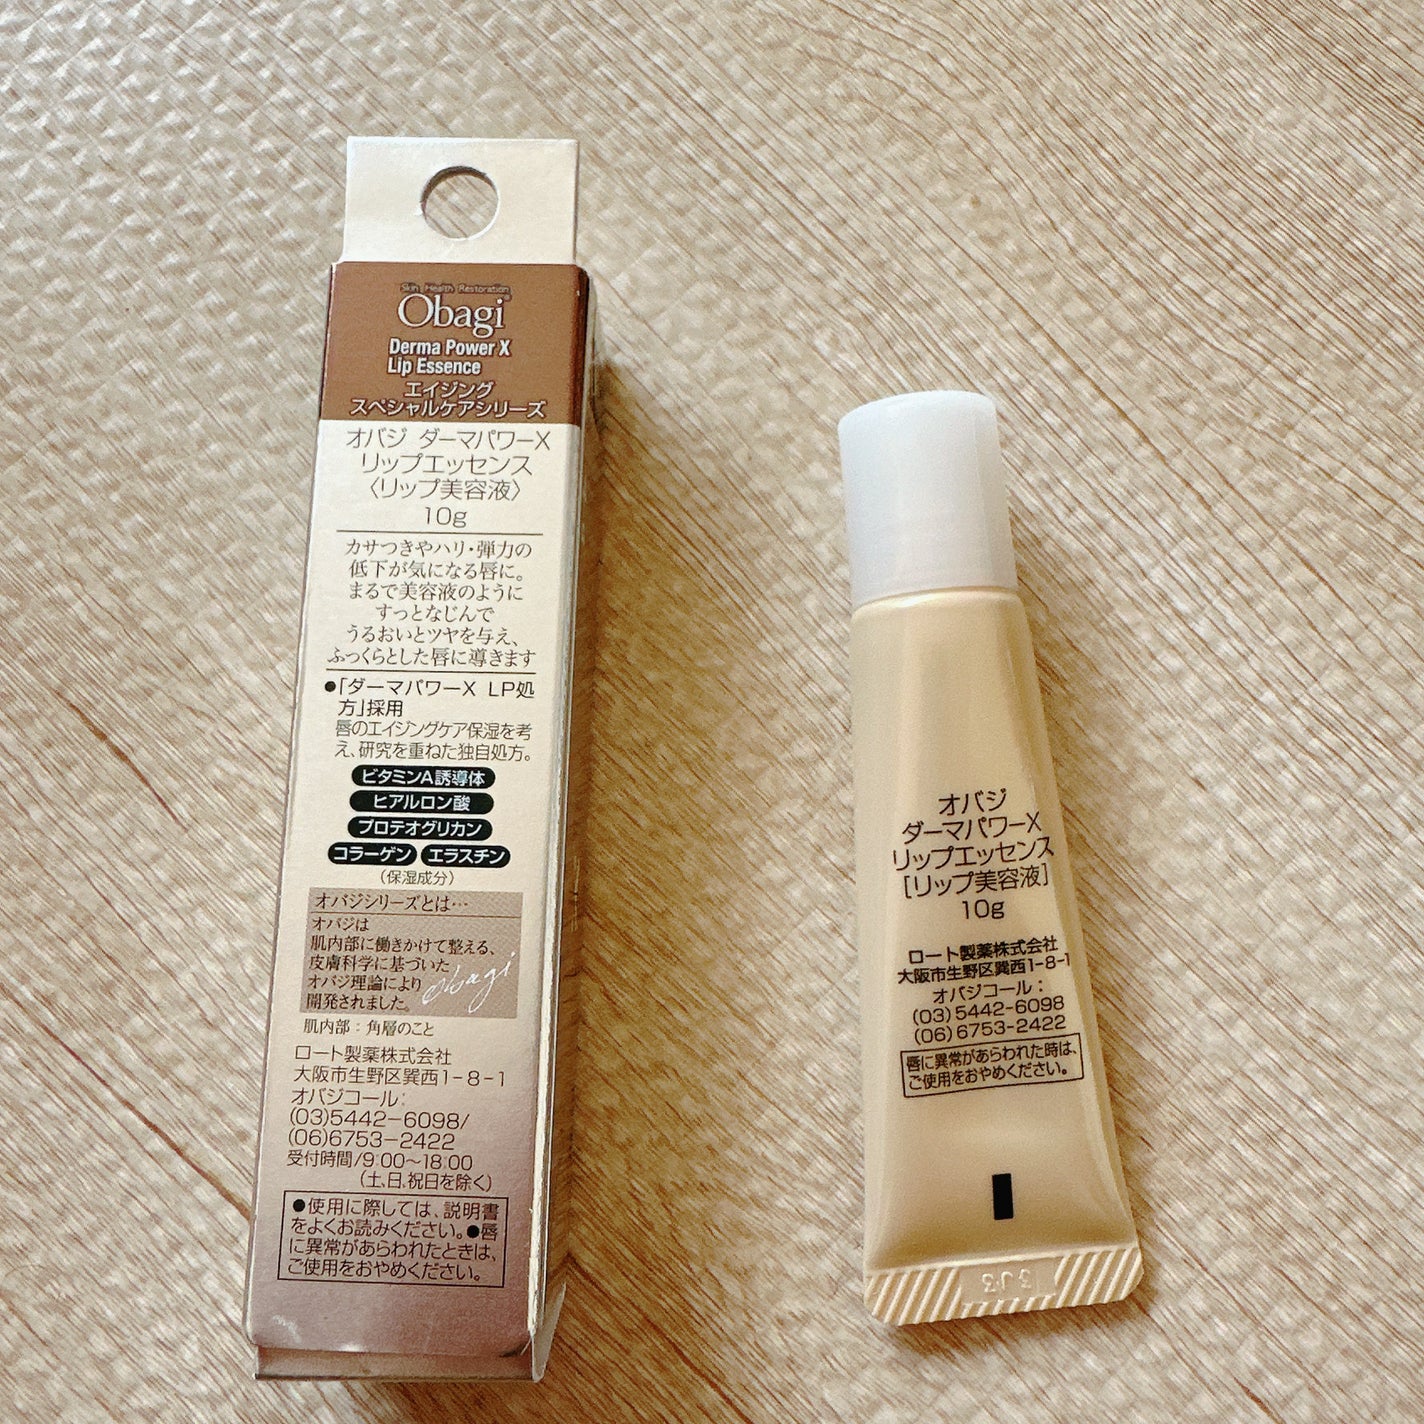 Skin Health Restoration
Obagi
Derma Power X
Lip Essence
エイジング
スペシャルケアシリーズ
オバジ ダーマパワーX
リップエッセンス
〈リップ美容液〉
10g
カサつきやハリ・弾力の
低下が気になる唇に。
まるで美容液のように
すっとなじんで
うるおいとツヤを与え、
ふっくらとした唇に導きます
●「ダーマパワーX LP処
方」採用
唇のエイジングケア保湿を考
え、研究を重ねた独自処方。
ビタミンA誘導体
ヒアルロン酸
プロテオグリカン
コラーゲン エラスチン
(保湿成分)
オバジシリーズとは…
オバジは
肌内部に働きかけて整える、
皮膚科学に基づいた
オバジ理論により
開発されました。
obagi
肌内部：角層のこと
ロート製薬株式会社
大阪市生野区巽西1-8-1
オバジコール：
(03)5442-6098/
(06)6753-2422
受付時間/9:00~18:00
(土、日、祝日を除く)
●使用に際しては、説明書
をよくお読みください。●唇
に異常があらわれたときは、
ご使用をおやめください。
オバジ
ダーマパワーX
リップエッセンス
[リップ美容液]
10g
ロート製薬株式会社
大阪市生野区巽西1-8-1
オバジコール：
(03)5442-6098
(06)6753-2422
唇に異常があらわれた時は、
ご使用をおやめください。